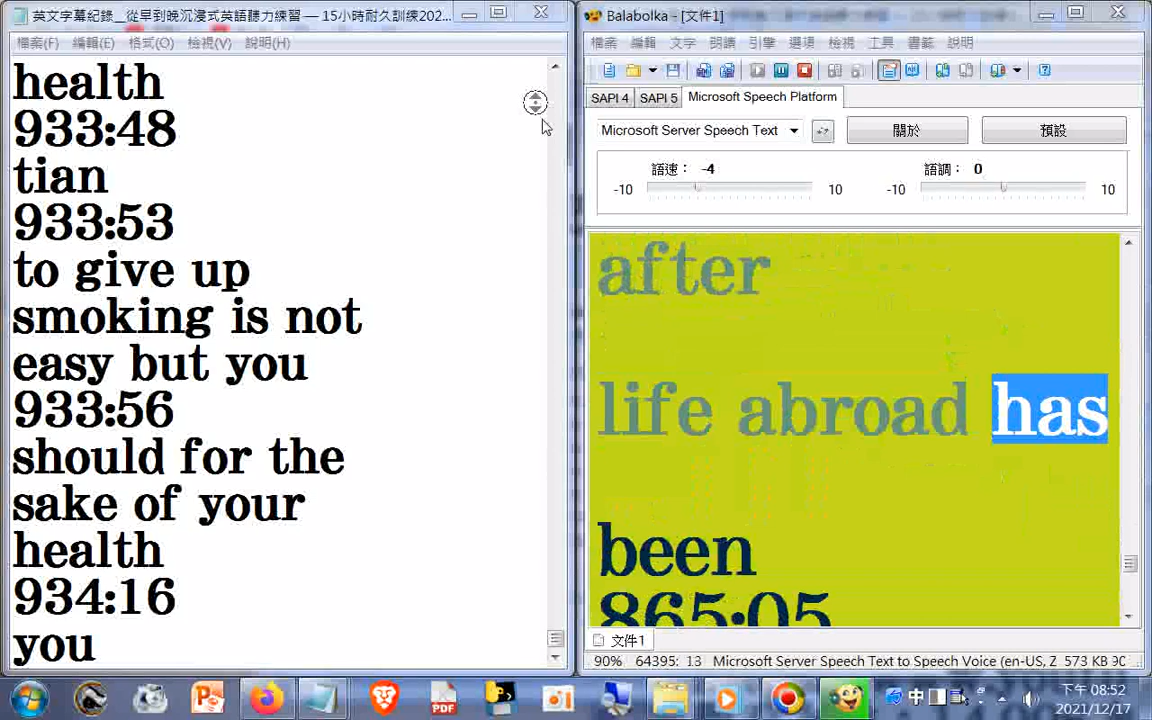 英文字幕紀錄__從早到晚沉浸式英語聽力練習 — 15小時耐久訓練202...
檔案(F) 編輯(E) 格式(O) 檢視(V) 說明(H)
health
933:48
tian
933:53
to give up
smoking is not
easy but you
933:56
should for the
sake of your
health
934:16
you
Balabolka - [文件1]
檔案 編輯 文字 朗讀 引擎 選項 檢視 工具 書籤 說明
SAPI 4 SAPI 5 Microsoft Speech Platform
Microsoft Server Speech Text 關於 預設
語速： -4 語調： 0
-10 10 -10 10
after
life abroad has
been
865:05
文件1
90% 64395: 13 Microsoft Server Speech Text to Speech Voice (en-US, Z 573 KB
中
下午 08:52
2021/12/17
PDF